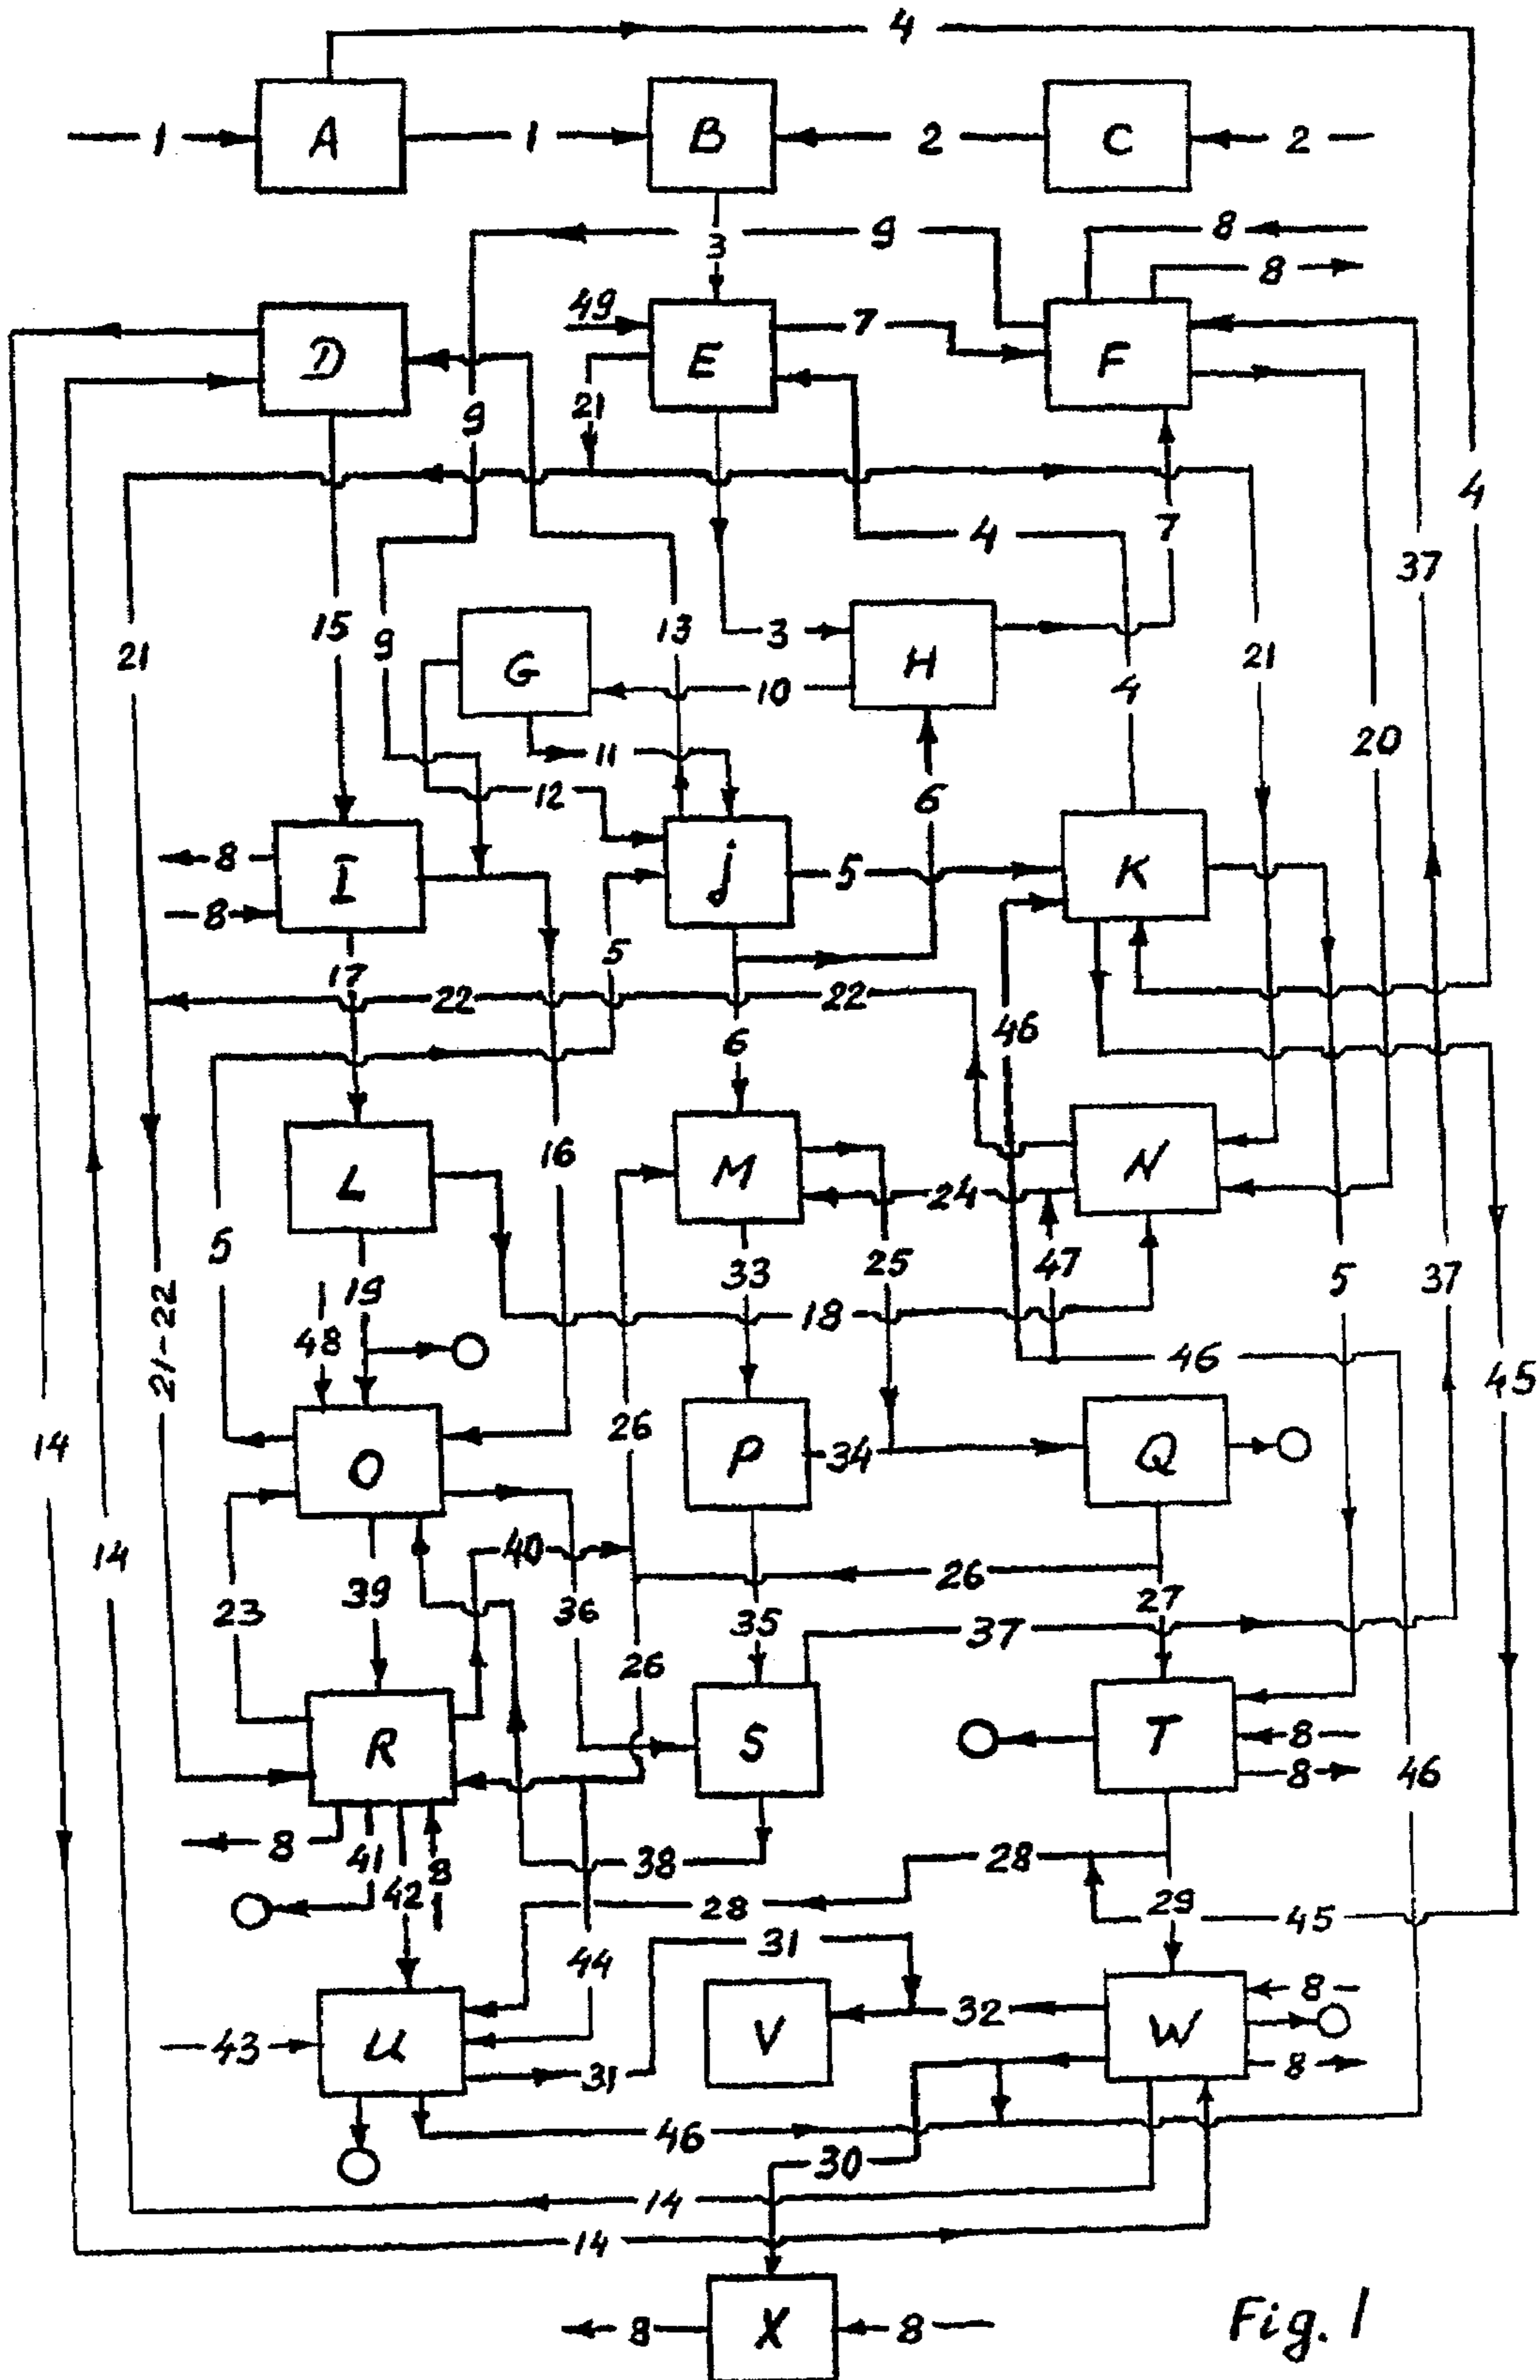 4
1 A 1 B 2 C 2
3 9 8
8
49
D E 7 F
9 21
4 4
7 37
15 9 13 3
21 G H 21
10 4
20
11
12 6
8 I j 5 K
8
5
17
22 22
46
6
16
L M 24 N
5 33 25 47 5 37
21-22 19
48 18
46 45
26
14 O P 34 Q
40
14 26
23 39 36 35 27
37
26
R S T 8
8 46
8 41 8 38 28
42
28 29 45
31
44
8
32
43 U V W
31 8
46
30
14
14
8 X 8
Fig. 1